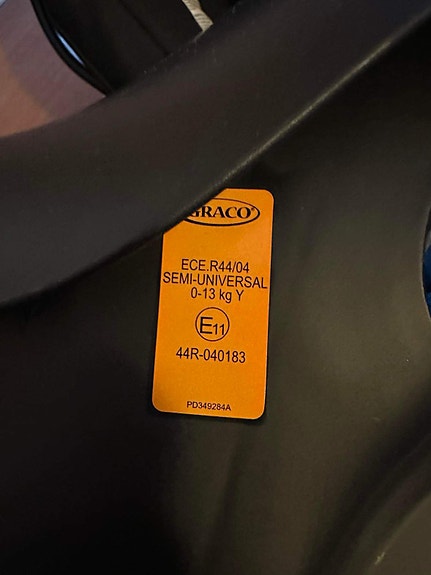 GRACO®
ECE.R44/04
SEMI-UNIVERSAL
0-13 kg Y
E11
44R-040183
PD349284A